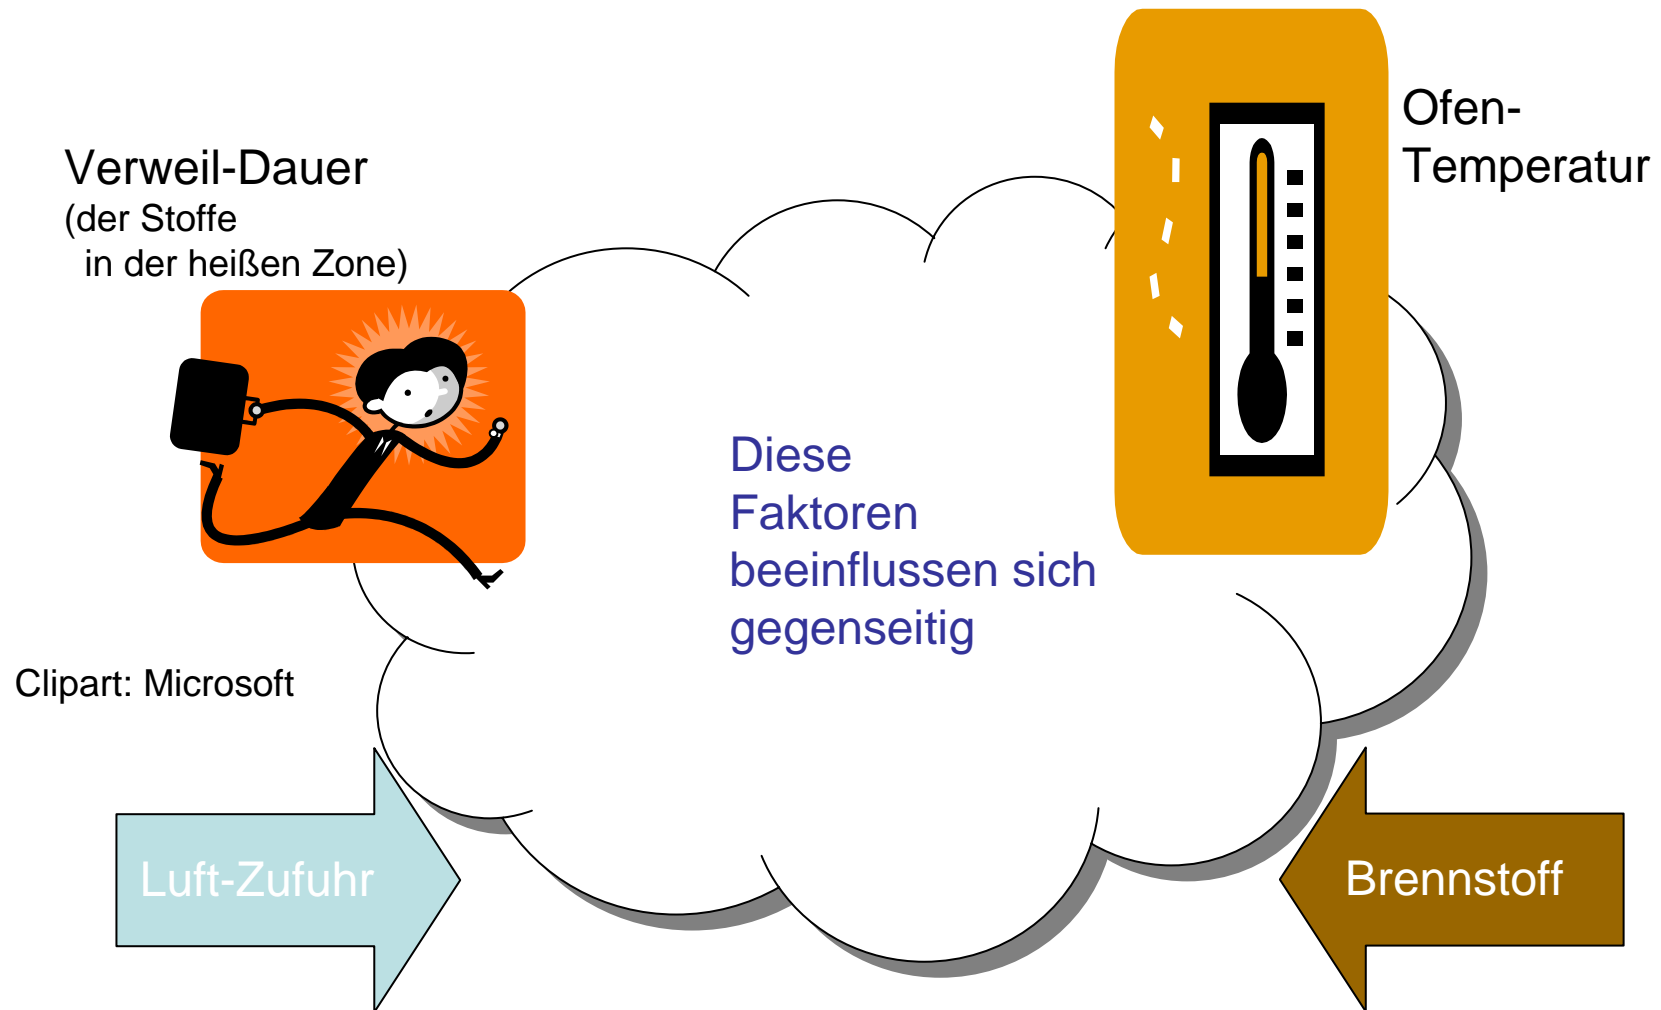 Verweil-Dauer
(der Stoffe
in der heißen Zone)
Ofen-
Temperatur
Diese
Faktoren
beeinflussen sich
gegenseitig
Clipart: Microsoft
Luft-Zufuhr
Brennstoff